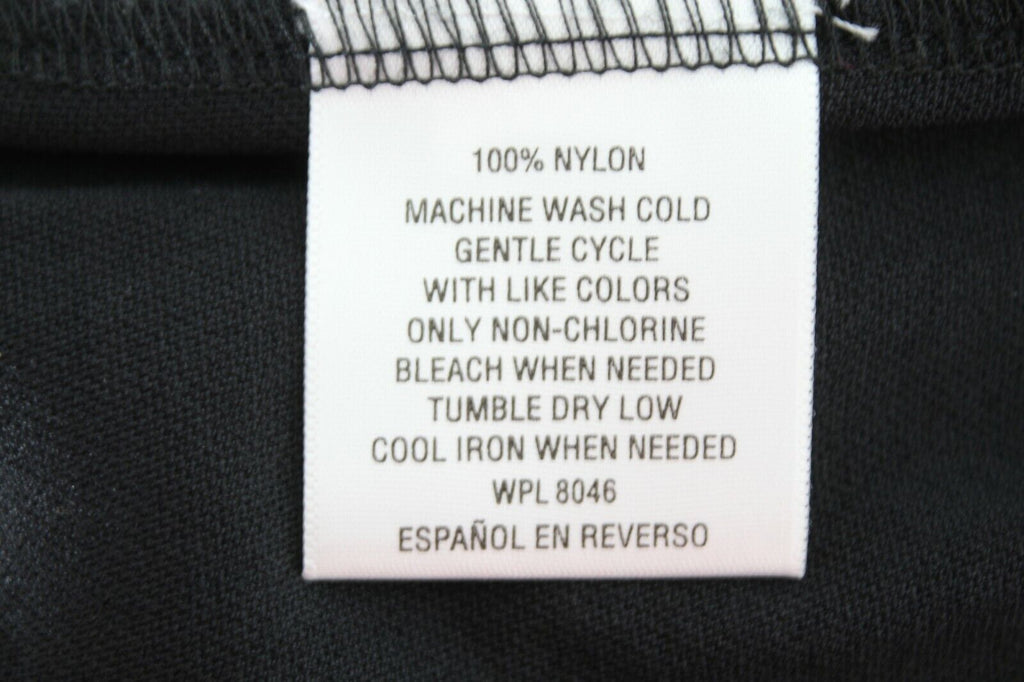 100% NYLON
MACHINE WASH COLD
GENTLE CYCLE
WITH LIKE COLORS
ONLY NON-CHLORINE
BLEACH WHEN NEEDED
TUMBLE DRY LOW
COOL IRON WHEN NEEDED
WPL 8046
ESPAÑOL EN REVERSO